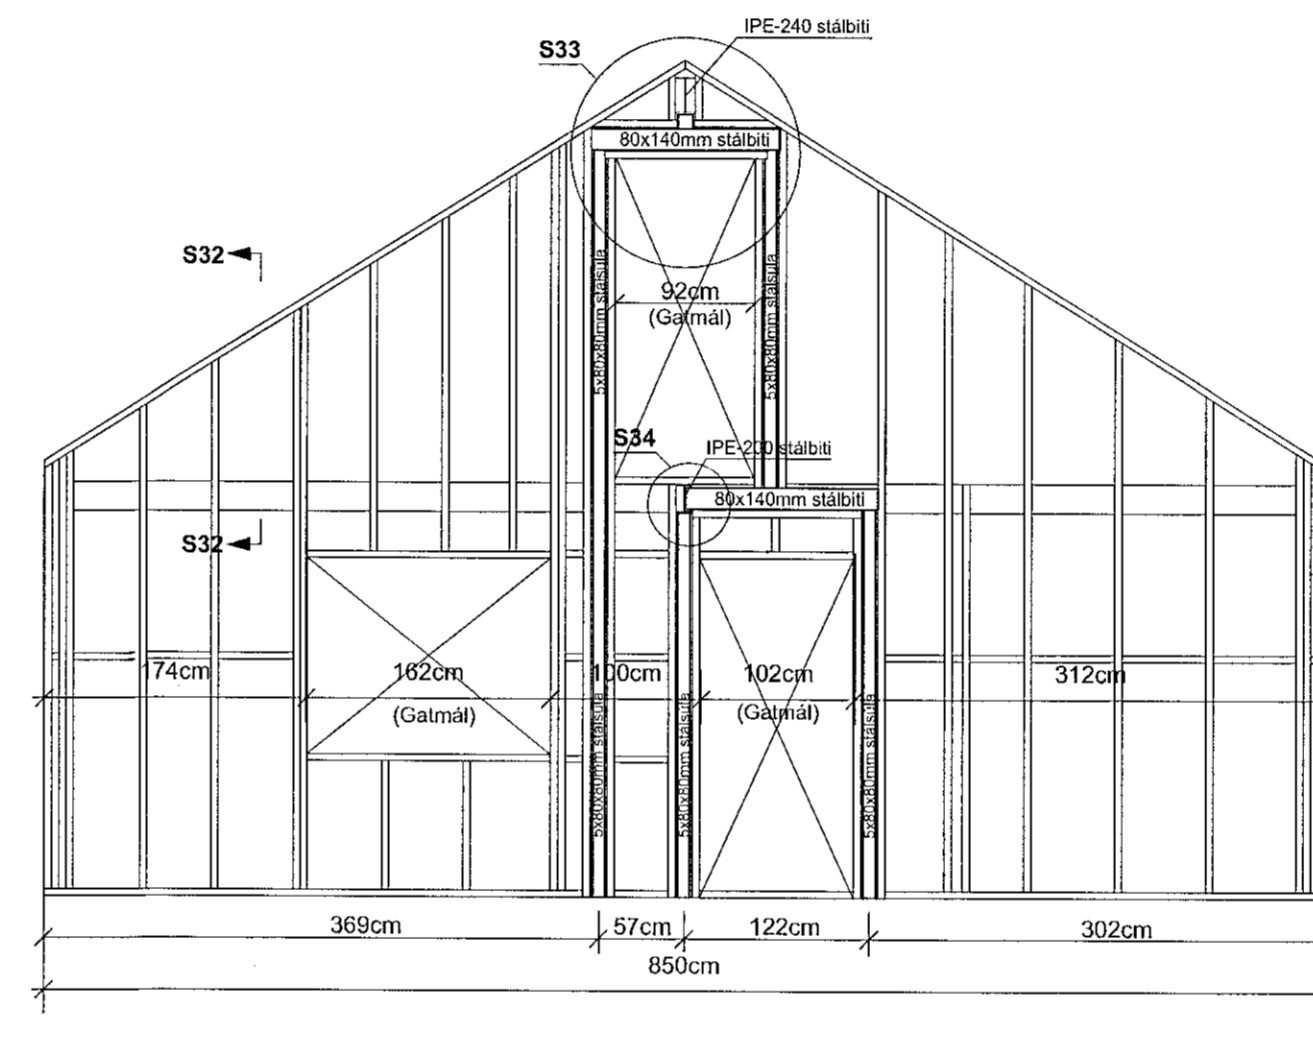 IPE-240 stálbiti
S33
80x140mm stálbiti
S32
5x80x80mm stálsúla
5x80x80mm stálsúla
92cm
(Gatmál)
S34
IPE-200 stálbiti
80x140mm stálbiti
S32
174cm
162cm
100cm
102cm
312cm
(Gatmál)
(Gatmál)
5x80x80mm stálsúla
5x80x80mm stálsúla
5x80x80mm stálsúla
369cm
57cm
122cm
302cm
850cm